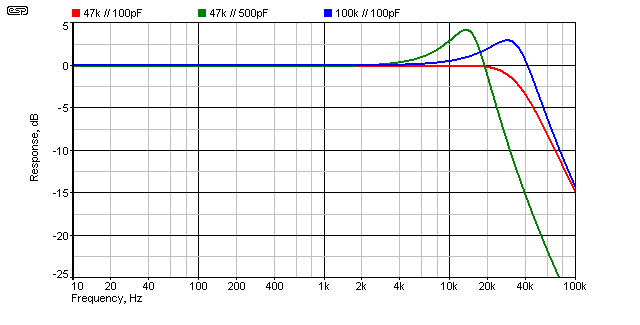 esp
47k // 100pF 47k // 500pF 100k // 100pF
5
0
-5
-10
-15
-20
-25
Response, dB
10 20 40 100 200 400 1k 2k 4k 10k 20k 40k 100k
Frequency, Hz